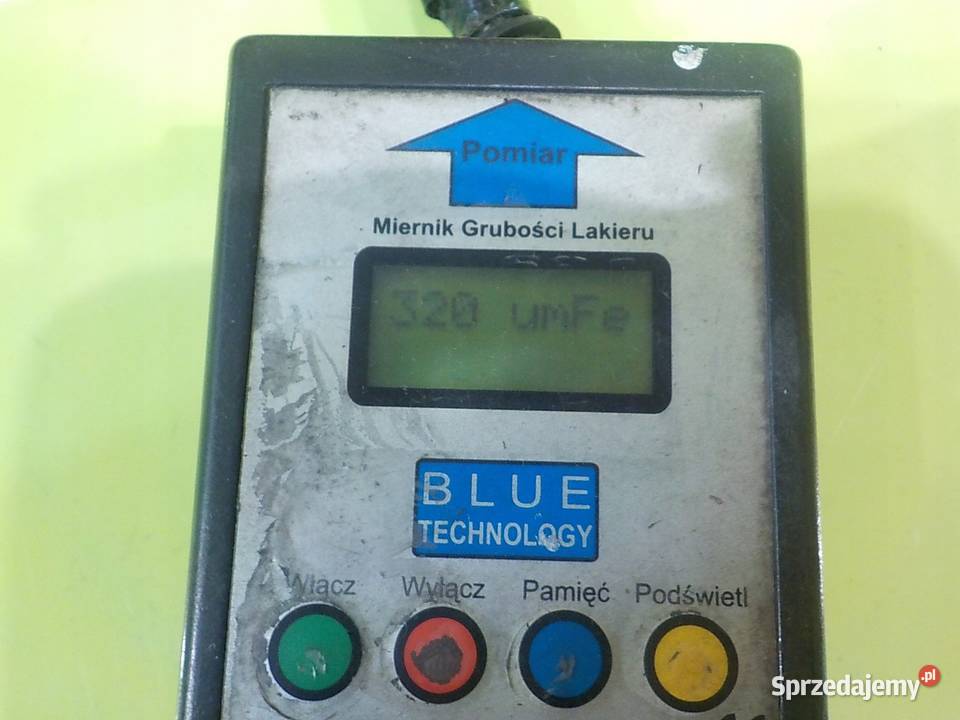 Pomiar
Miernik Grubości Lakieru
320 umFe
BLUE
TECHNOLOGY
Włącz Wyłącz Pamięć Podświetl
Sprzedajemy.pl